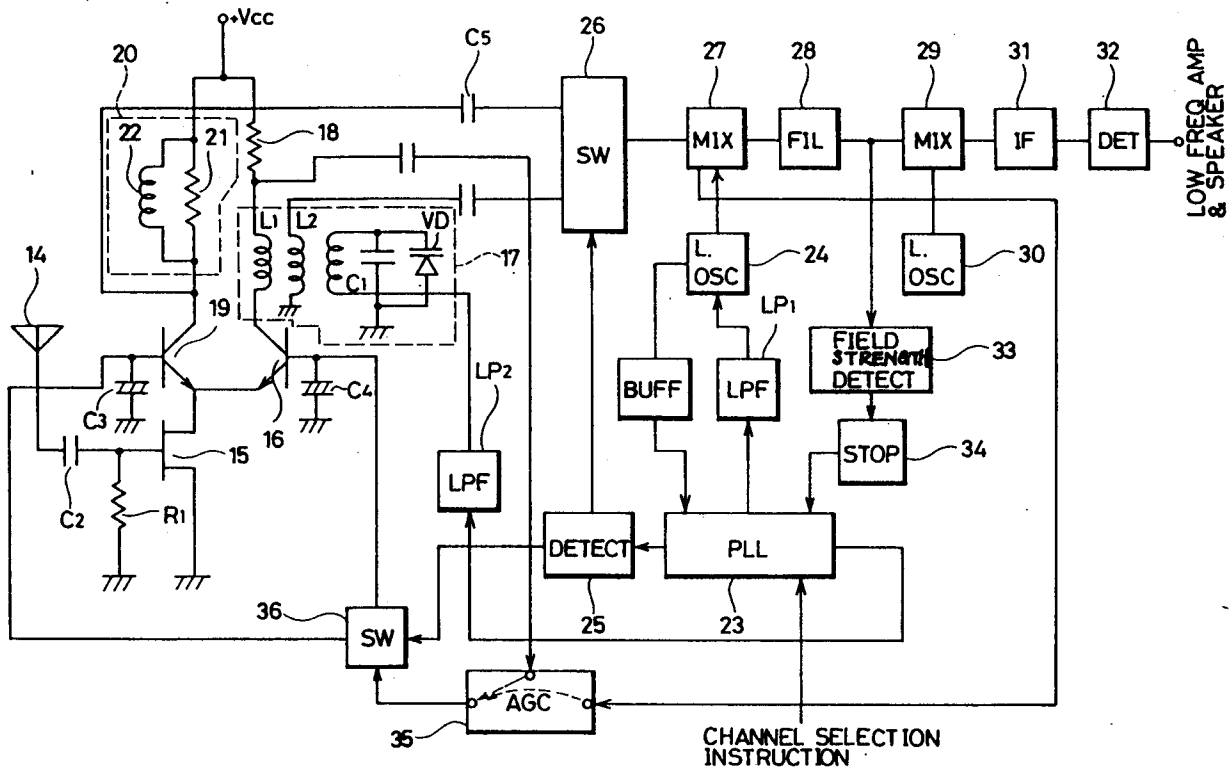 +Vcc
20
C5
26
27
28
29
31
32
22
21
18
SW
MIX
FIL
MIX
IF
DET
LOW FREQ AMP
& SPEAKER
L1
L2
VD
17
C1
14
19
L.
OSC
24
L.
OSC
30
LP1
LP2
BUFF
LPF
FIELD
STRENGTH
DETECT
33
C3
C4
16
15
STOP
34
LPF
C2
R1
DETECT
PLL
36
SW
25
23
AGC
35
CHANNEL SELECTION
INSTRUCTION